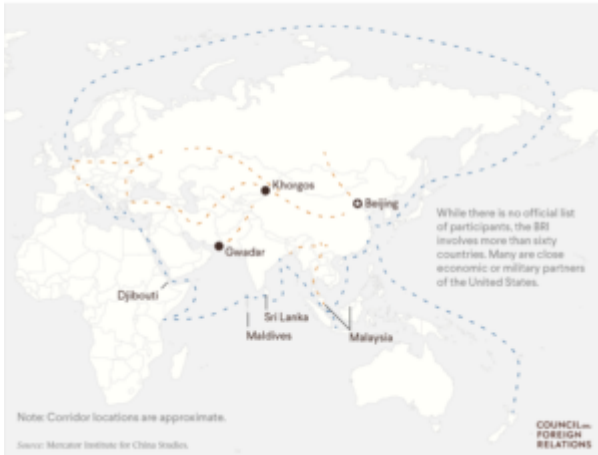 Khorgos
Beijing
While there is no official list
of participants, the BRI
involves more than sixty
countries. Many are close
economic or military partners
of the United States.
Gwadar
Djibouti
Sri Lanka
Maldives
Malaysia
Note: Corridor locations are approximate.
COUNCIL on
FOREIGN
RELATIONS
Source: Mercator Institute for China Studies.